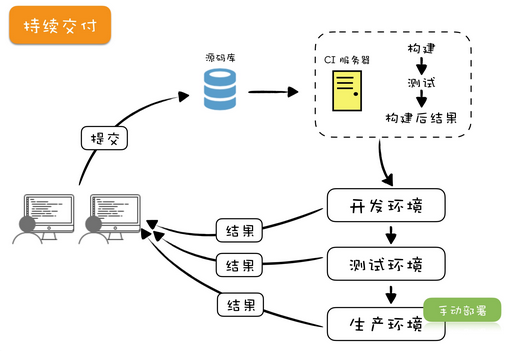 持续交付
源码库
CI 服务器
构建
测试
构建后结果
提交
开发环境
结果
测试环境
结果
结果
手动部署
生产环境